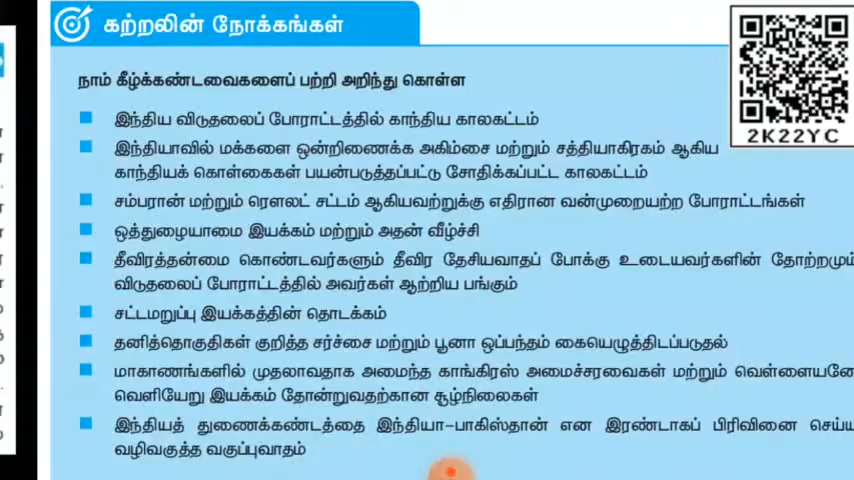 கற்றலின் நோக்கங்கள்
நாம் கீழ்க்கண்டவைகளைப் பற்றி அறிந்து கொள்ள
இந்திய விடுதலைப் போராட்டத்தில் காந்திய காலகட்டம்
இந்தியாவில் மக்களை ஒன்றிணைக்க அகிம்சை மற்றும் சத்தியாகிரகம் ஆகிய
காந்தியக் கொள்கைகள் பயன்படுத்தப்பட்டு சோதிக்கப்பட்ட காலகட்டம்
சம்பரான் மற்றும் ரௌலட் சட்டம் ஆகியவற்றுக்கு எதிரான வன்முறையற்ற போராட்டங்கள்
ஒத்துழையாமை இயக்கம் மற்றும் அதன் வீழ்ச்சி
தீவிரத்தன்மை கொண்டவர்களும் தீவிர தேசியவாதப் போக்கு உடையவர்களின் தோற்றமும்
விடுதலைப் போராட்டத்தில் அவர்கள் ஆற்றிய பங்கும்
சட்டமறுப்பு இயக்கத்தின் தொடக்கம்
தனித்தொகுதிகள் குறித்த சர்ச்சை மற்றும் பூனா ஒப்பந்தம் கையெழுத்திடப்படுதல்
மாகாணங்களில் முதலாவதாக அமைந்த காங்கிரஸ் அமைச்சரவைகள் மற்றும் வெள்ளையனே
வெளியேறு இயக்கம் தோன்றுவதற்கான சூழ்நிலைகள்
இந்தியத் துணைக்கண்டத்தை இந்தியா-பாகிஸ்தான் என இரண்டாகப் பிரிவினை செய்ய
வழிவகுத்த வகுப்புவாதம்
2K22YC